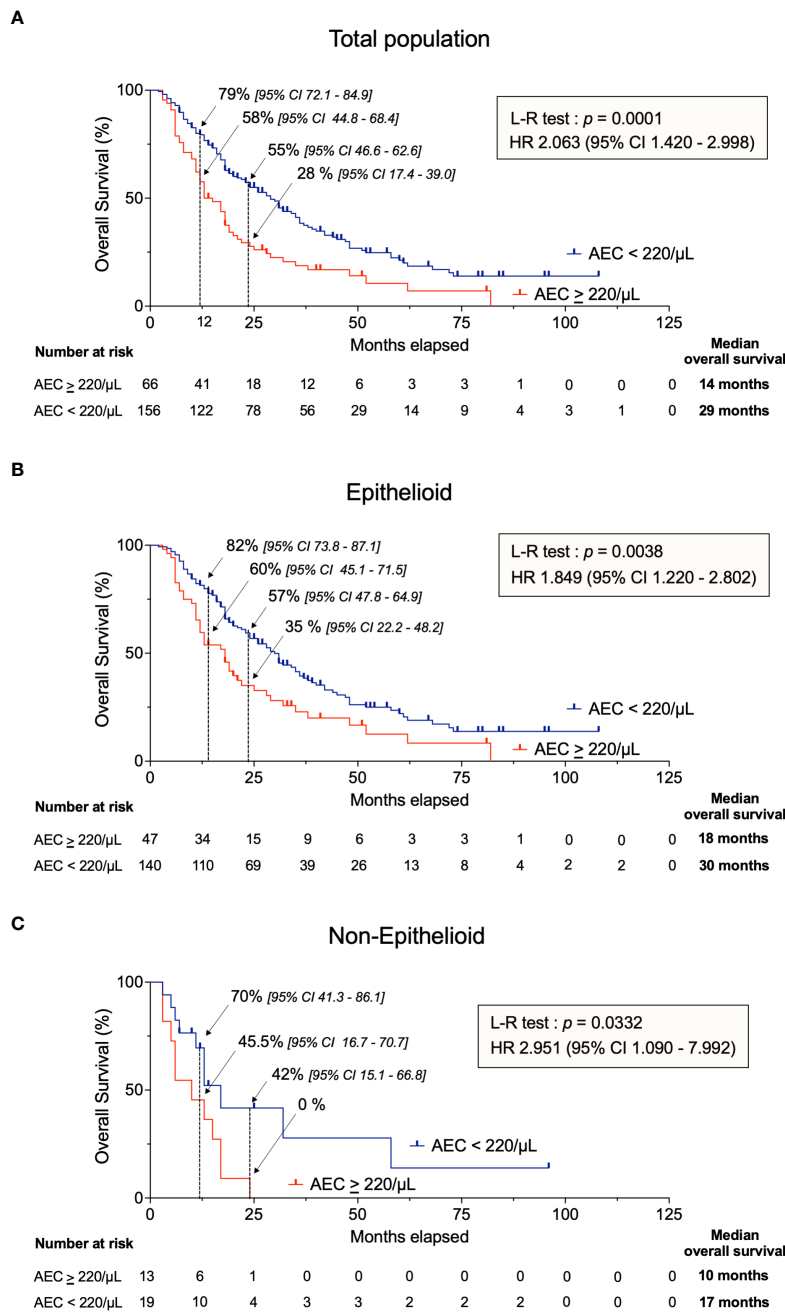 A
Total population
Overall Survival (%)
100
50
0
79% [95% CI 72.1 - 84.9]
58% [95% CI 44.8 - 68.4]
55% [95% CI 46.6 - 62.6]
28 % [95% CI 17.4 - 39.0]
L-R test : p = 0.0001
HR 2.063 (95% CI 1.420 - 2.998)
AEC < 220/µL
AEC ≥ 220/µL
0 12 25 50 75 100 125
Months elapsed
Number at risk
Median
overall survival
AEC ≥ 220/µL 66 41 18 12 6 3 3 1 0 0 0 14 months
AEC < 220/µL 156 122 78 56 29 14 9 4 3 1 0 29 months
B
Epithelioid
Overall Survival (%)
100
50
0
82% [95% CI 73.8 - 87.1]
60% [95% CI 45.1 - 71.5]
57% [95% CI 47.8 - 64.9]
35 % [95% CI 22.2 - 48.2]
L-R test : p = 0.0038
HR 1.849 (95% CI 1.220 - 2.802)
AEC < 220/µL
AEC ≥ 220/µL
0 25 50 75 100 125
Months elapsed
Number at risk
Median
overall survival
AEC ≥ 220/µL 47 34 15 9 6 3 3 1 0 0 0 18 months
AEC < 220/µL 140 110 69 39 26 13 8 4 2 2 0 30 months
C
Non-Epithelioid
Overall Survival (%)
100
50
0
70% [95% CI 41.3 - 86.1]
45.5% [95% CI 16.7 - 70.7]
42% [95% CI 15.1 - 66.8]
0 %
L-R test : p = 0.0332
HR 2.951 (95% CI 1.090 - 7.992)
AEC < 220/µL
AEC ≥ 220/µL
0 12 25 50 75 100 125
Months elapsed
Number at risk
Median
overall survival
AEC ≥ 220/µL 13 6 1 0 0 0 0 0 0 0 0 10 months
AEC < 220/µL 19 10 4 3 3 2 2 2 0 0 0 17 months